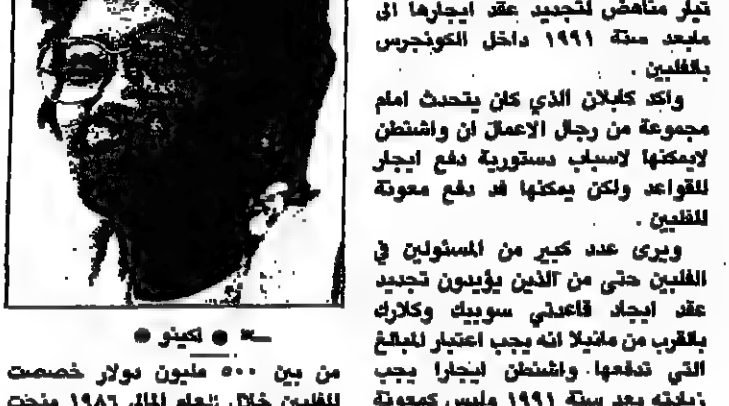 تيار مناهض لتجديد عقد ايجارها الى
مابعد سنة ١٩٩١ داخل الكونجرس
بالفلبين .
واكد كابلان الذي كان يتحدث امام
مجموعة من رجال الاعمال ان واشنطن
لايمكنها لاسباب دستورية دفع ايجار
للقواعد ولكن يمكنها قد دفع معونة
للفلبين .
ويرى عدد كبير من المسئولين في
الفلبين حتى من الذين يؤيدون تجديد
عقد ايجاد قاعدتي سوبيك وكلارك
بالقرب من مانيلا انه يجب اعتبار المبالغ
التي تدفعها واشنطن ايجارا يجب
زيادته بعد سنة ١٩٩١ وليس كمعونة
● اكينو ●
من بين ٥٠٠ مليون دولار خصصت
للفلبين خلال العام المالي ١٩٨٦ منحت